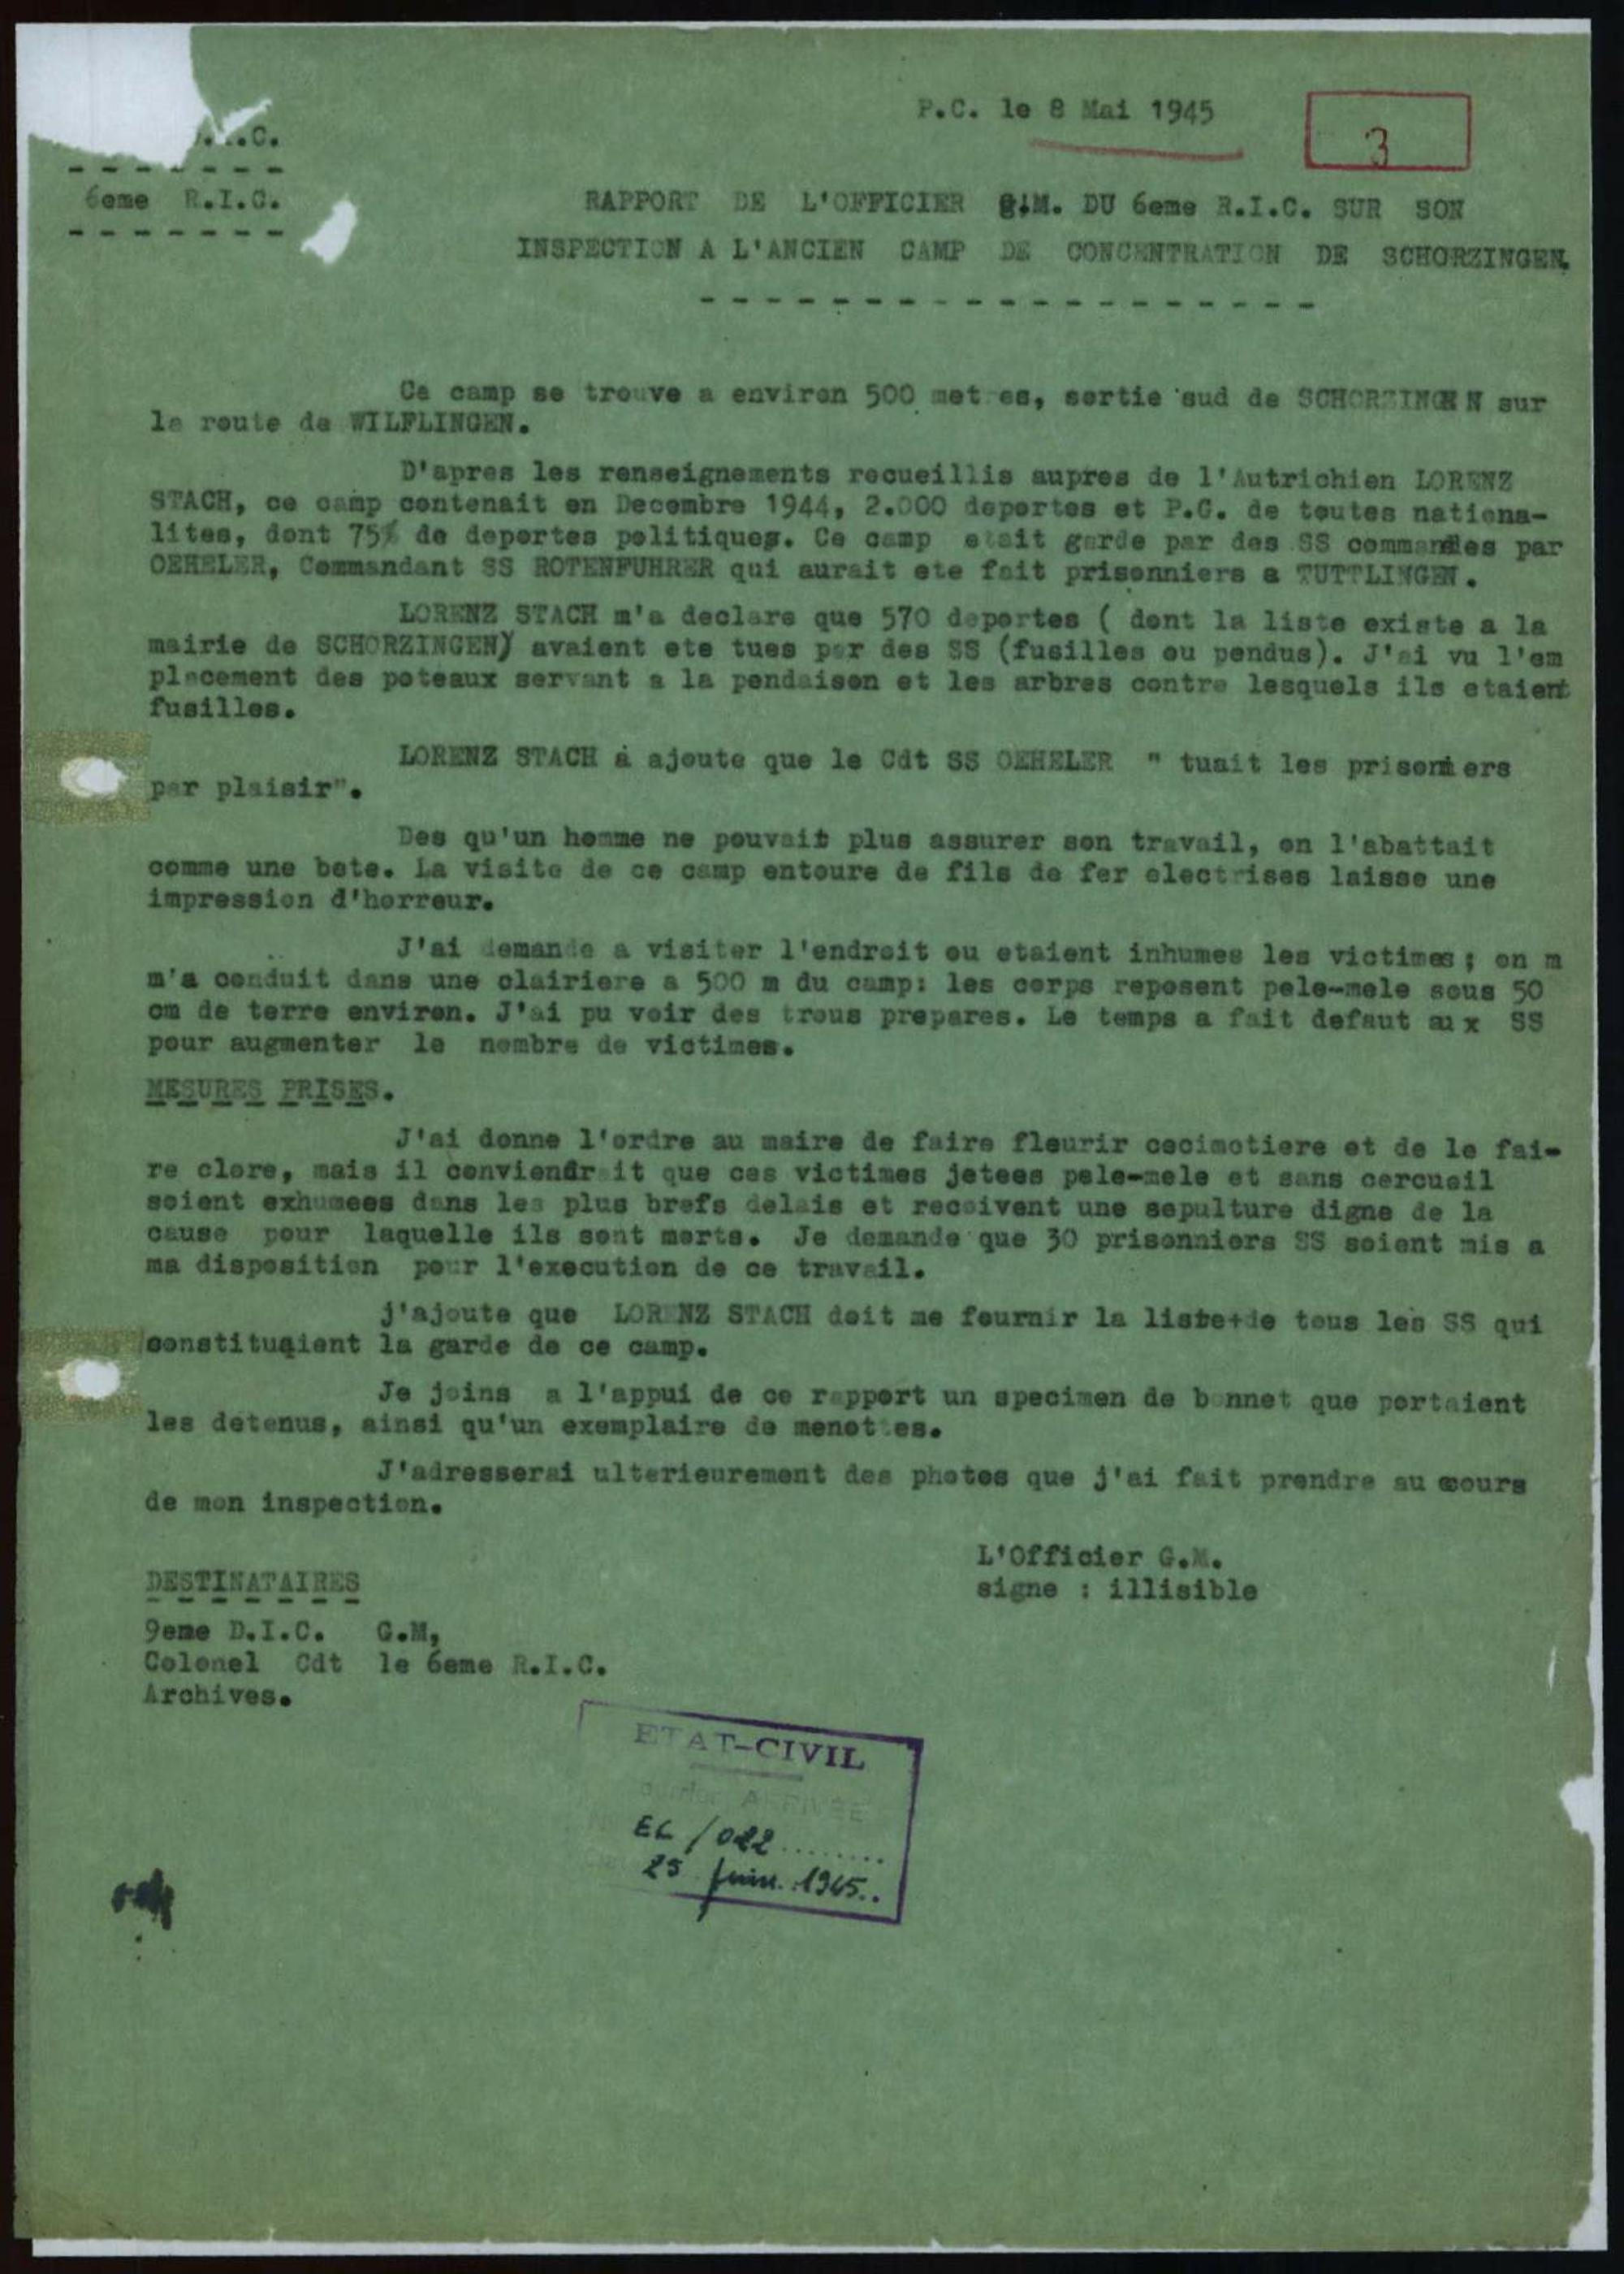 P.C. le 8 Mai 1945
3
6eme R.I.C.
RAPPORT DE L'OFFICIER G.M. DU 6eme R.I.C. SUR SON
INSPECTION A L'ANCIEN CAMP DE CONCENTRATION DE SCHORZINGEN.
Ce camp se trouve a environ 500 metres, sortie sud de SCHORZINGEN sur
la route de WILFLINGEN.
D'apres les renseignements recueillis aupres de l'Autrichien LORENZ
STACH, ce camp contenait en Decembre 1944, 2.000 deportes et P.G. de toutes nationa-
lites, dont 75% de deportes politiques. Ce camp etait garde par des SS commandes par
OEHELER, Commandant SS ROTENFUHRER qui aurait ete fait prisonniers a TUTTLINGEN.
LORENZ STACH m'a declare que 570 deportes ( dont la liste existe a la
mairie de SCHORZINGEN) avaient ete tues par des SS (fusilles ou pendus). J'ai vu l'em
placement des poteaux servant a la pendaison et les arbres contre lesquels ils etaient
fusilles.
LORENZ STACH à ajoute que le Cdt SS OEHELER " tuait les prisonniers
par plaisir".
Des qu'un homme ne pouvait plus assurer son travail, on l'abattait
comme une bete. La visite de ce camp entoure de fils de fer electrises laisse une
impression d'horreur.
J'ai demande a visiter l'endroit ou etaient inhumes les victimes; on m
m'a conduit dans une clairiere a 500 m du camp: les corps reposent pele-mele sous 50
cm de terre environ. J'ai pu voir des trous prepares. Le temps a fait defaut aux SS
pour augmenter le nombre de victimes.
MESURES PRISES.
J'ai donne l'ordre au maire de faire fleurir cecimetiere et de le fai-
re clore, mais il conviendrait que ces victimes jetees pele-mele et sans cercueil
soient exhumees dans les plus brefs delais et recoivent une sepulture digne de la
cause pour laquelle ils sont morts. Je demande que 30 prisonniers SS soient mis a
ma disposition pour l'execution de ce travail.
j'ajoute que LORENZ STACH doit me fournir la liste de tous les SS qui
constituaient la garde de ce camp.
Je joins a l'appui de ce rapport un specimen de bonnet que portaient
les detenus, ainsi qu'un exemplaire de menottes.
J'adresserai ulterieurement des photos que j'ai fait prendre au cours
de mon inspection.
L'Officier G.M.
signe : illisible
DESTINATAIRES
9eme D.I.C. G.M,
Colonel Cdt le 6eme R.I.C.
Archives.
ETAT-CIVIL
ARRIVEE
EC/022
25 Juin 1945